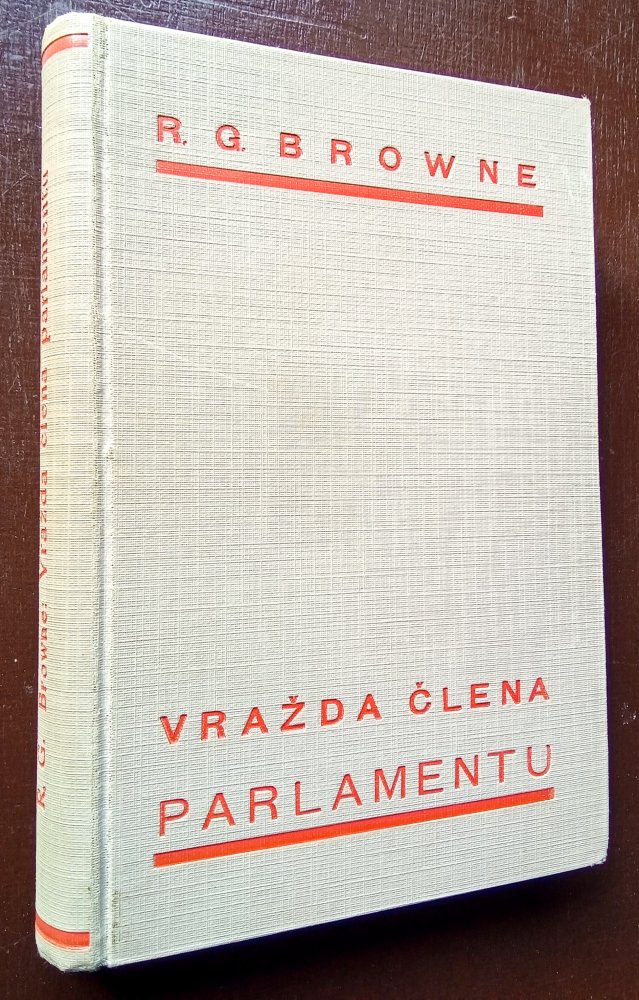 R. G. BROWNE
VRAŽDA ČLENA
PARLAMENTU
R. G. Browne: Vražda člena parlamentu